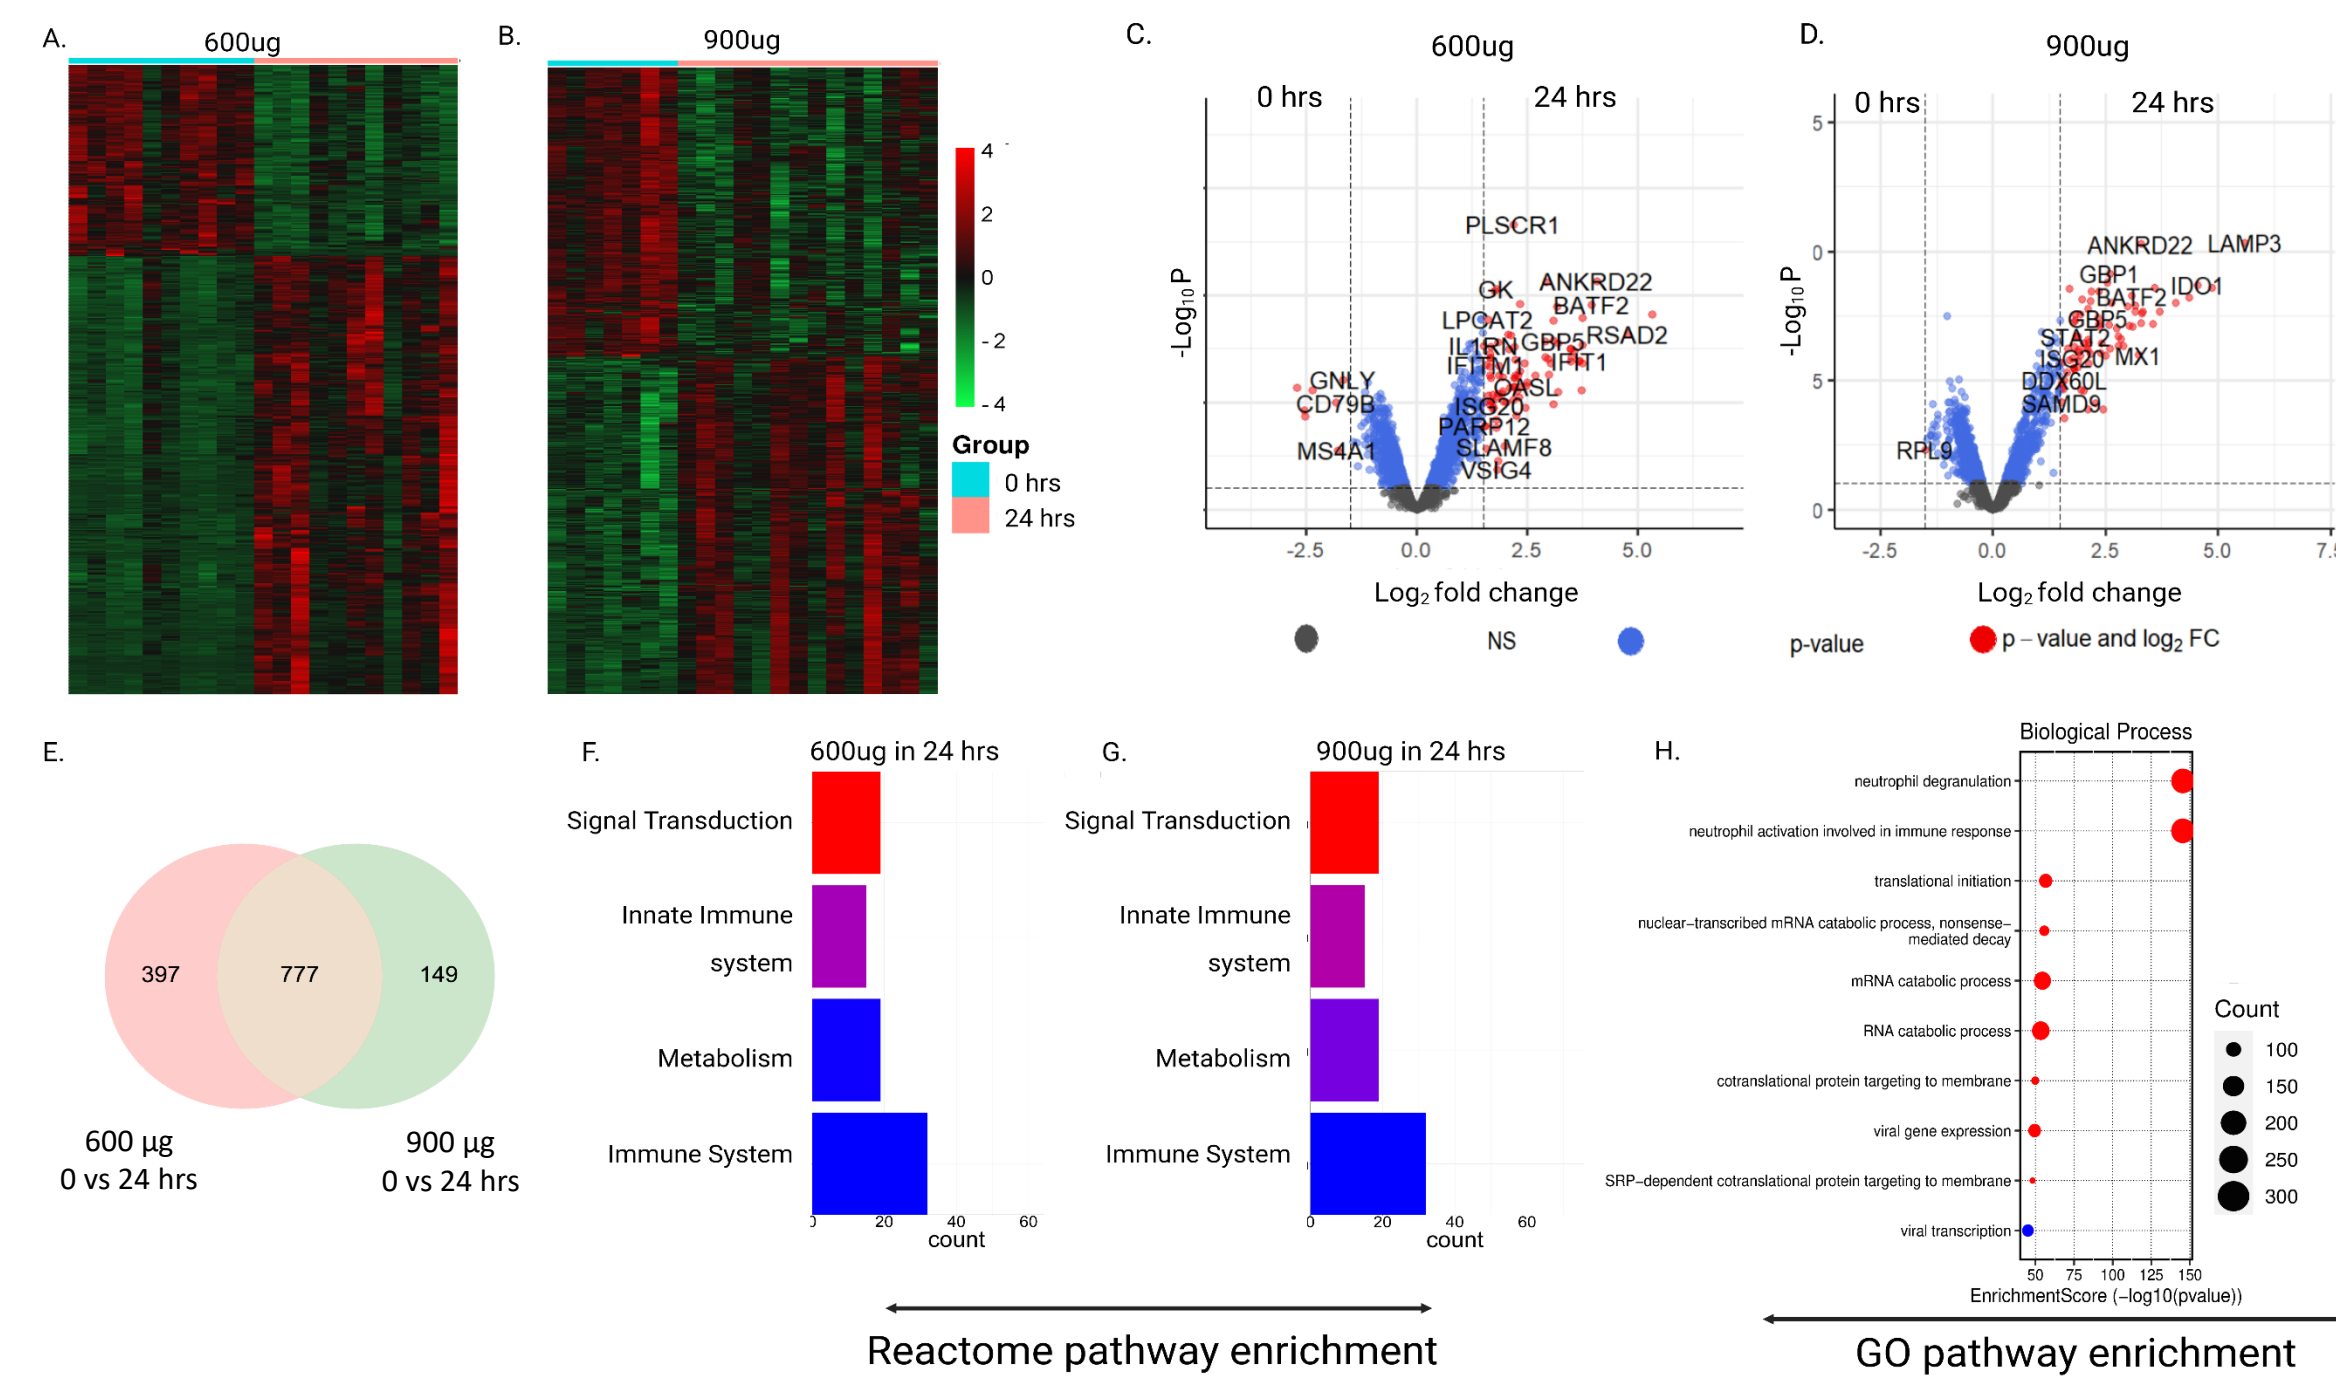 A.
600ug
B.
900ug
4
2
0
- 2
- 4
Group
0 hrs
24 hrs
C.
600ug
0 hrs
24 hrs
-Log10 P
PLSCR1
ANKRD22
GK
BATF2
LPCAT2
RSAD2
IL1RN
GBP5
IFITM1
IFIT1
GNLY
OASL
CD79B
ISG20
PARP12
MS4A1
SLAMF8
VSIG4
-2.5
0.0
2.5
5.0
Log2 fold change
D.
900ug
0 hrs
24 hrs
-Log10 P
5
0
5
0
ANKRD22
LAMP3
GBP1
IDO1
BATF2
GBP5
STAT2
ISG20
MX1
DDX60L
SAMD9
RPL9
-2.5
0.0
2.5
5.0
7.
Log2 fold change
NS
p-value
p – value and log2 FC
E.
397
777
149
600 µg
0 vs 24 hrs
900 µg
0 vs 24 hrs
F.
600ug in 24 hrs
Signal Transduction
Innate Immune
system
Metabolism
Immune System
0
20
40
60
count
G.
900ug in 24 hrs
Signal Transduction
Innate Immune
system
Metabolism
Immune System
0
20
40
60
count
Reactome pathway enrichment
H.
Biological Process
neutrophil degranulation
neutrophil activation involved in immune response
translational initiation
nuclear−transcribed mRNA catabolic process, nonsense−
mediated decay
mRNA catabolic process
RNA catabolic process
cotranslational protein targeting to membrane
viral gene expression
SRP−dependent cotranslational protein targeting to membrane
viral transcription
50
75
100
125
150
EnrichmentScore (−log10(pvalue))
Count
100
150
200
250
300
GO pathway enrichment